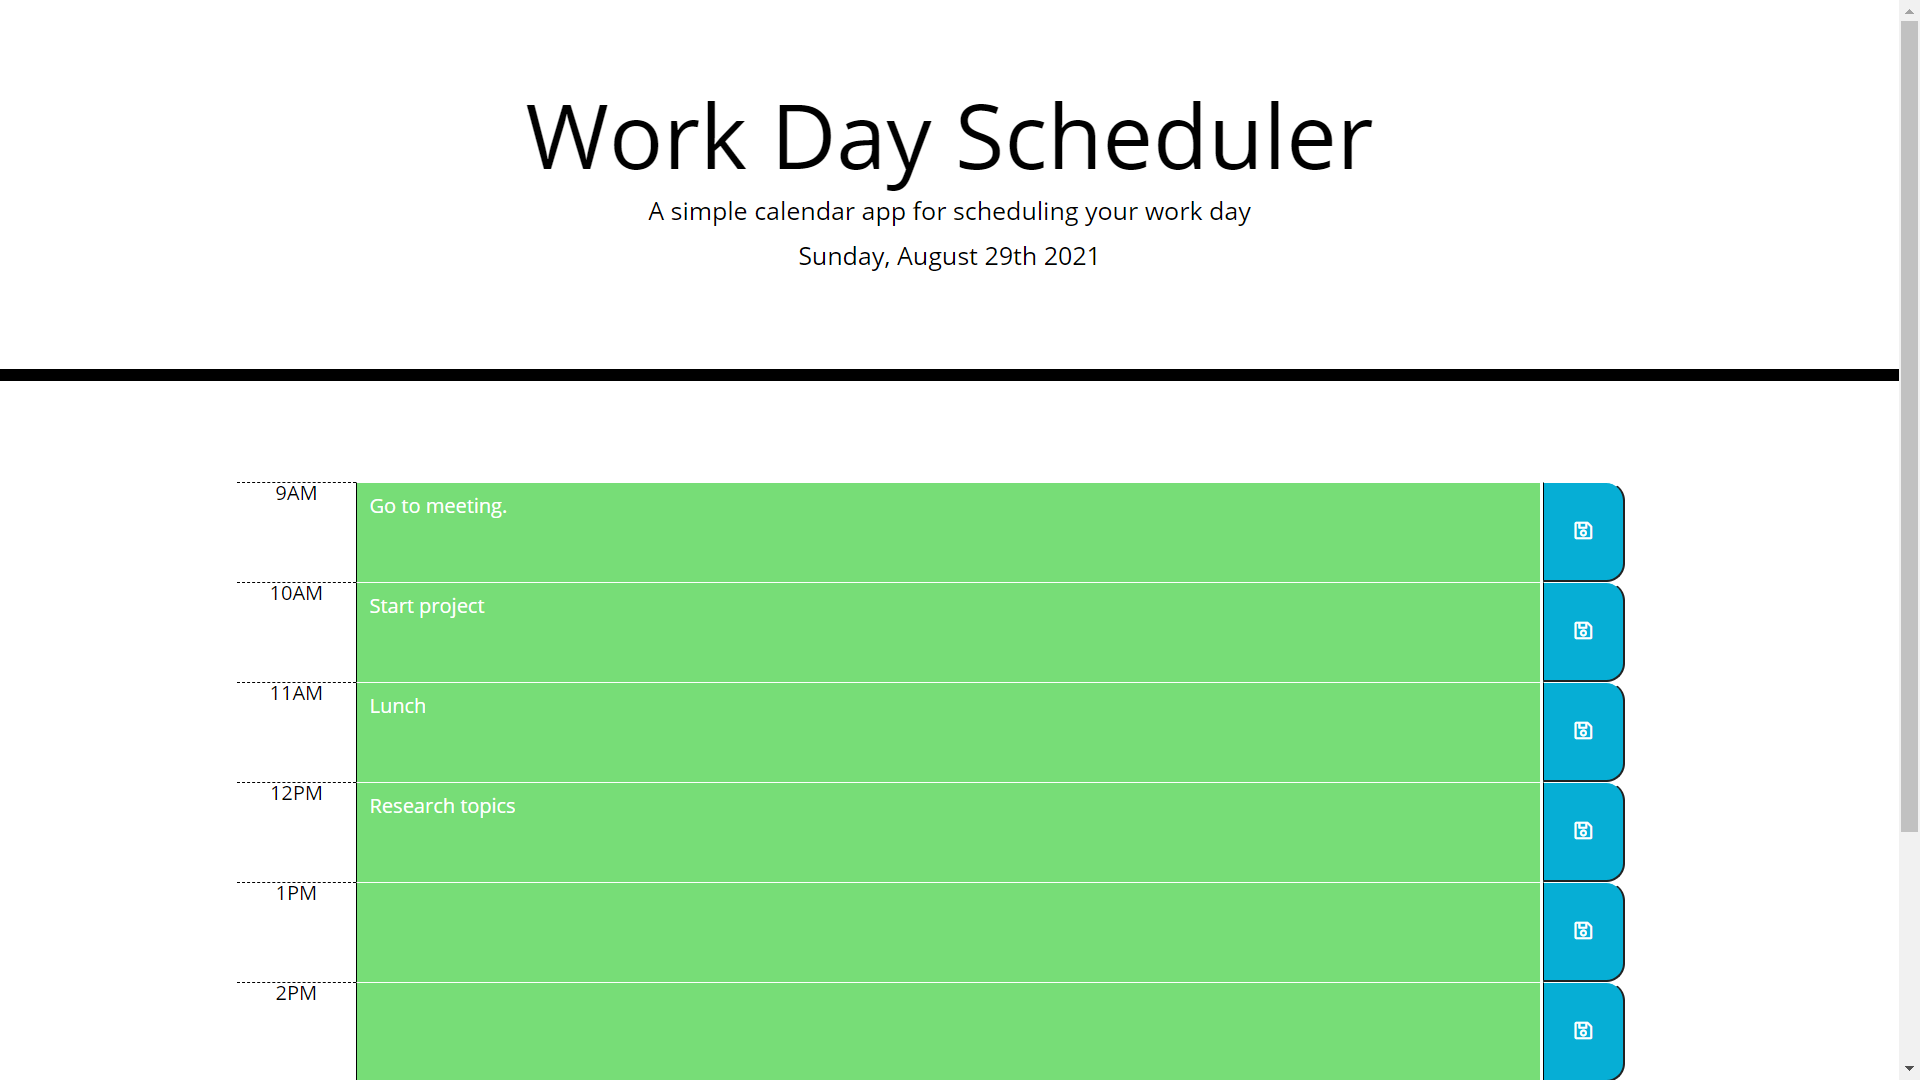 Work Day Scheduler
A simple calendar app for scheduling your work day
Sunday, August 29th 2021
9AM
Go to meeting.
10AM
Start project
11AM
Lunch
12PM
Research topics
1PM
2PM